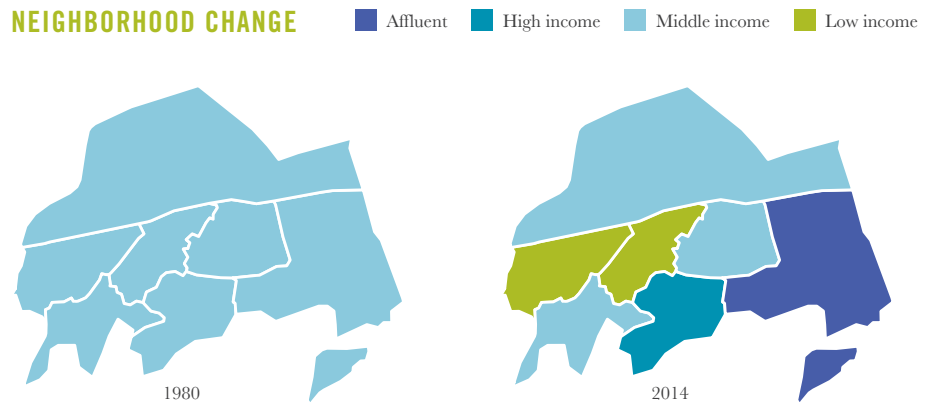 NEIGHBORHOOD CHANGE
Affluent
High income
Middle income
Low income
1980
2014